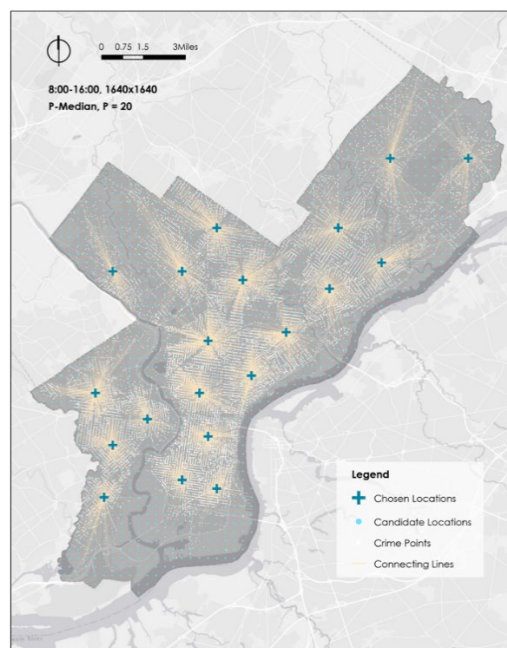 0 0.75 1.5 3Miles
8:00-16:00, 1640x1640
P-Median, P = 20
Legend
Chosen Locations
Candidate Locations
Crime Points
Connecting Lines